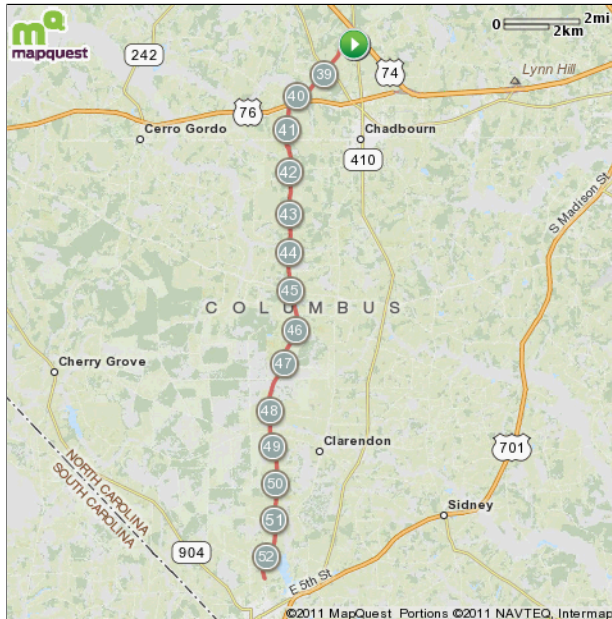 mq
mapquest
0 2mi
2km
242
74
Lynn Hill
39
40
76
41
Cerro Gordo
Chadbourn
410
42
S Madison St
43
44
45
COLUMBUS
46
47
Cherry Grove
48
49
Clarendon
701
NORTH CAROLINA
SOUTH CAROLINA
50
Sidney
51
904
52
E 5th St
©2011 MapQuest Portions ©2011 NAVTEQ, Intermap